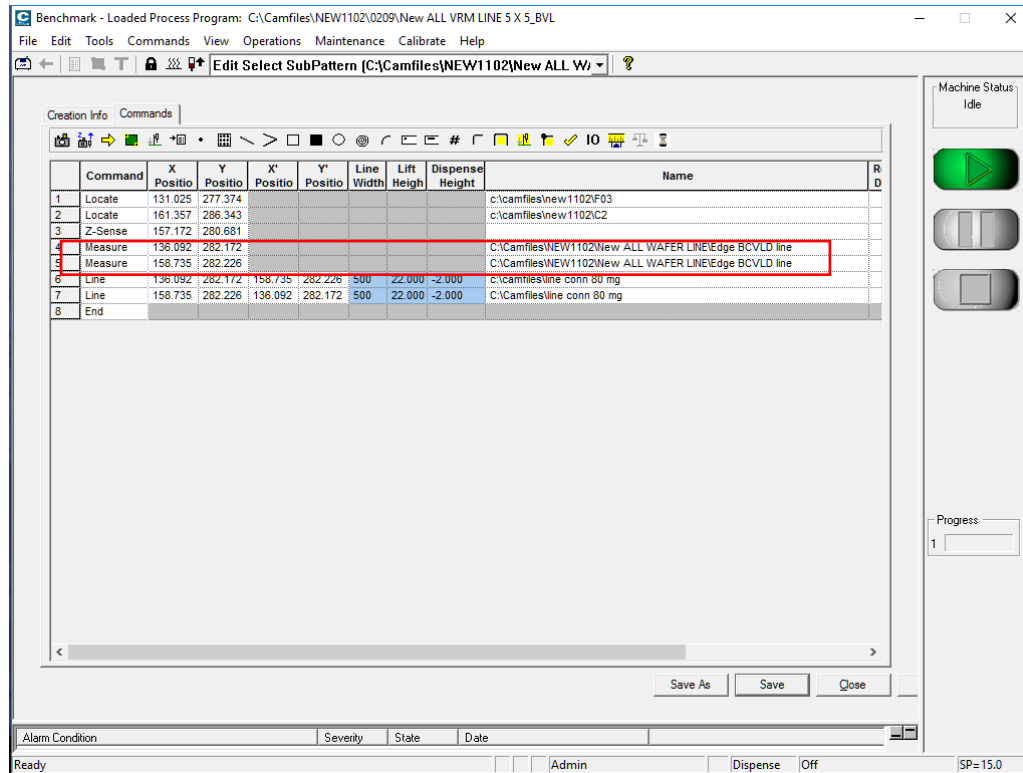 Benchmark - Loaded Process Program: C:\Camfiles\NEW1102\0209\New ALL VRM LINE 5 X 5_BVL
File Edit Tools Commands View Operations Maintenance Calibrate Help
Edit Select SubPattern (C:\Camfiles\NEW1102\New ALL W/
Machine Status
Idle
Creation Info Commands
IO
Command X Positio Y Positio X' Positio Y' Positio Line Width Lift Heigh Dispense Height Name R D
1 Locate 131.025 277.374 c:\camfiles\new1102\F03
2 Locate 161.357 286.343 c:\camfiles\new1102\C2
3 Z-Sense 157.172 280.681
4 Measure 136.092 282.172 C:\Camfiles\NEW1102\New ALL WAFER LINE\Edge BCVLD line
5 Measure 158.735 282.226 C:\Camfiles\NEW1102\New ALL WAFER LINE\Edge BCVLD line
6 Line 136.092 282.172 158.735 282.226 500 22.000 -2.000 c:\camfiles\line conn 80 mg
7 Line 158.735 282.226 136.092 282.172 500 22.000 -2.000 C:\Camfiles\line conn 80 mg
8 End
Progress
1
Save As Save Close
Alarm Condition Severity State Date
Ready Admin Dispense Off SP=15.0